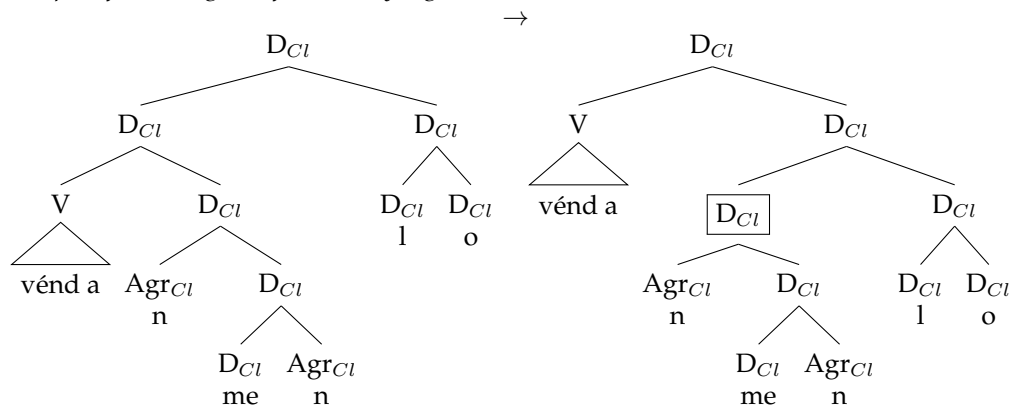 D_Cl
D_Cl D_Cl
V D_Cl D_Cl D_Cl
l o
vénd a Agr_Cl D_Cl
n
D_Cl Agr_Cl
me n
→
D_Cl
V D_Cl
vénd a D_Cl D_Cl
Agr_Cl D_Cl D_Cl D_Cl
n l o
D_Cl Agr_Cl
me n